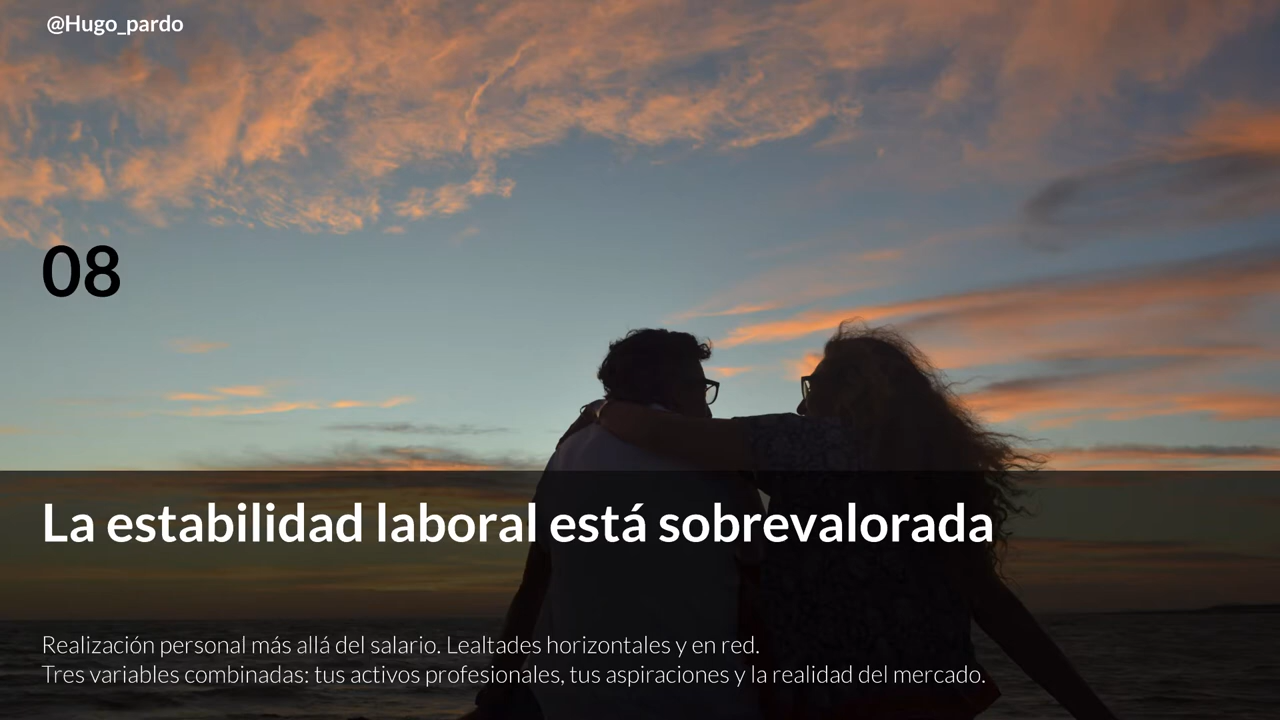 @Hugo_pardo
08
La estabilidad laboral está sobrevalorada
Realización personal más allá del salario. Lealtades horizontales y en red.
Tres variables combinadas: tus activos profesionales, tus aspiraciones y la realidad del mercado.